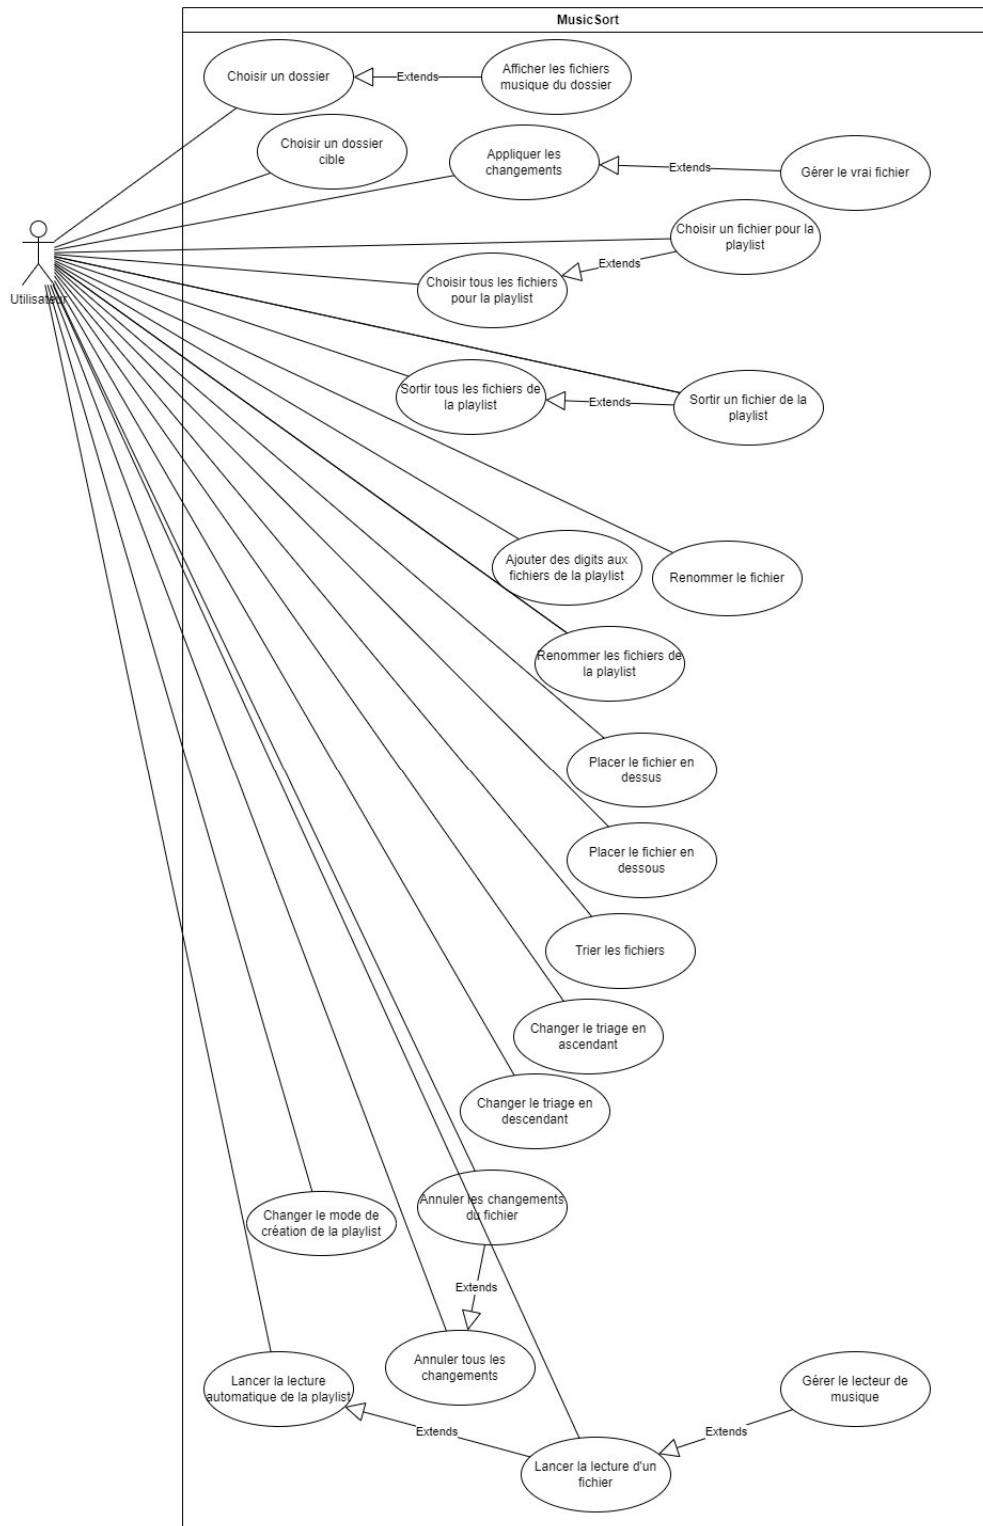 MusicSort
Choisir un dossier
Extends
Afficher les fichiers
musique du dossier
Choisir un dossier
cible
Appliquer les
changements
Extends
Gérer le vrai fichier
Utilisateur
Choisir un fichier pour la
playlist
Extends
Choisir tous les fichiers
pour la playlist
Sortir tous les fichiers de
la playlist
Extends
Sortir un fichier de la
playlist
Ajouter des digits aux
fichiers de la playlist
Renommer le fichier
Renommer les fichiers de
la playlist
Placer le fichier en
dessus
Placer le fichier en
dessous
Trier les fichiers
Changer le triage en
ascendant
Changer le triage en
descendant
Annuler les changements
du fichier
Changer le mode de
création de la playlist
Extends
Annuler tous les
changements
Lancer la lecture
automatique de la playlist
Gérer le lecteur de
musique
Extends
Extends
Lancer la lecture d'un
fichier